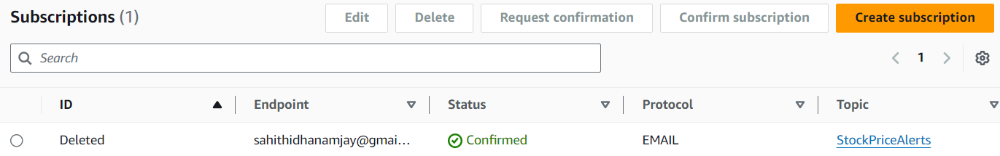 Subscriptions (1) Edit Delete Request confirmation Confirm subscription Create subscription
Search 1
ID Endpoint Status Protocol Topic
Deleted sahithidhanamjay@gmai... Confirmed EMAIL StockPriceAlerts